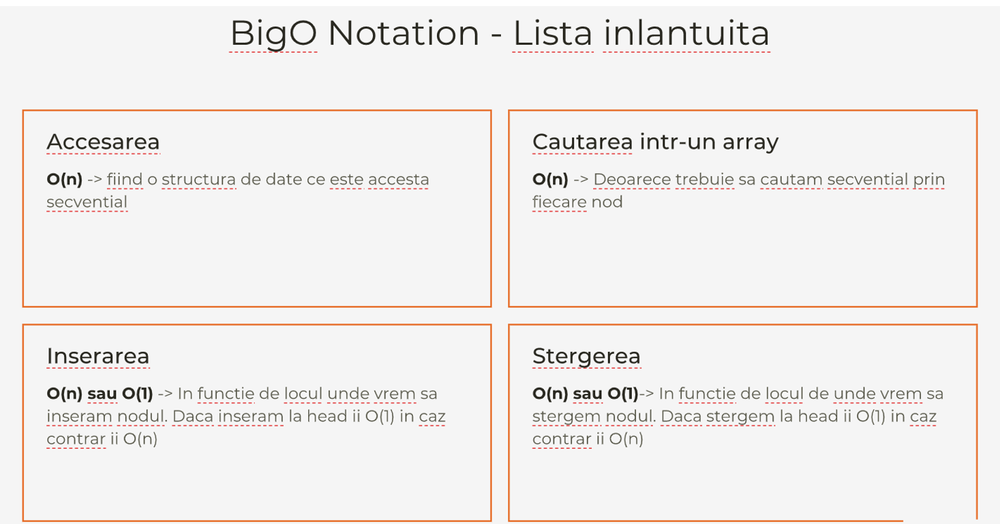 BigO Notation - Lista inlantuita
Accesarea
O(n) -> fiind o structura de date ce este accesta
secvential
Cautarea intr-un array
O(n) -> Deoarece trebuie sa cautam secvential prin
fiecare nod
Inserarea
O(n) sau O(1) -> In functie de locul unde vrem sa
inseram nodul. Daca inseram la head ii O(1) in caz
contrar ii O(n)
Stergerea
O(n) sau O(1)-> In functie de locul de unde vrem sa
stergem nodul. Daca stergem la head ii O(1) in caz
contrar ii O(n)